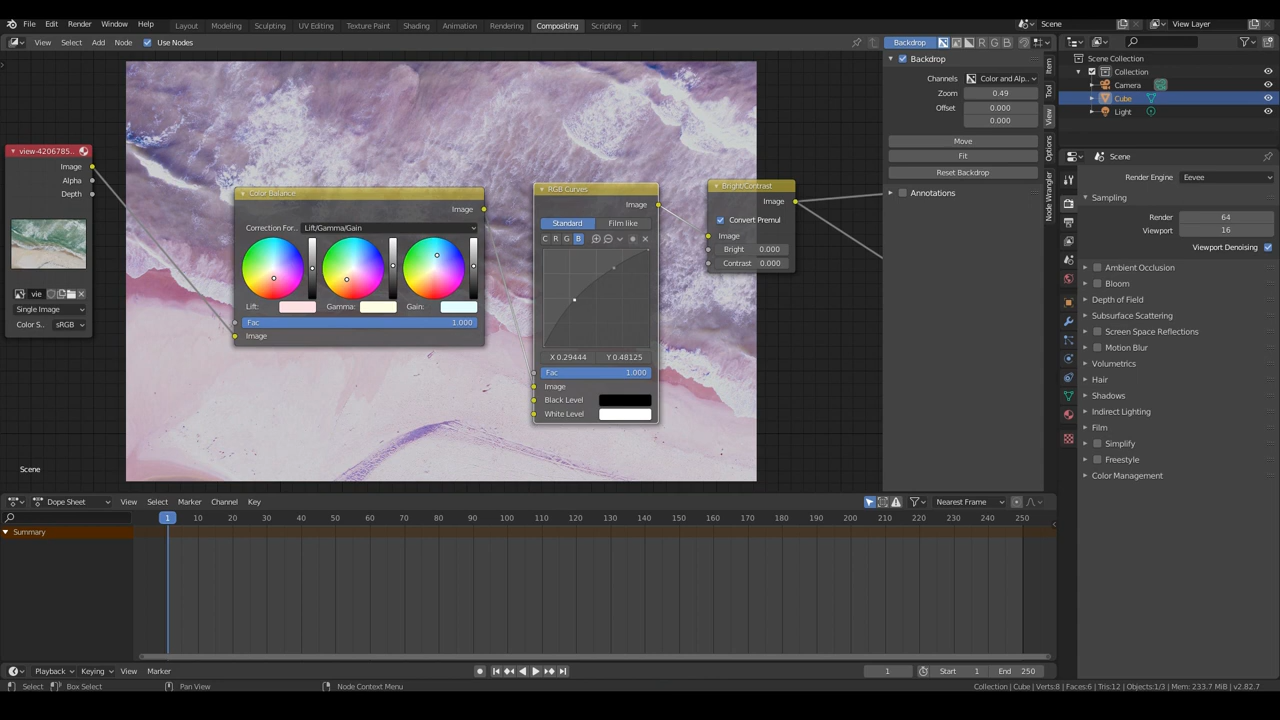 File Edit Render Window Help Layout Modeling Sculpting UV Editing Texture Paint Shading Animation Rendering Compositing Scripting + Scene View Layer
View Select Add Node Use Nodes Backdrop R G B
Backdrop
Channels Color and Alp..
Zoom 0.49
Offset 0.000
0.000
Move
Fit
Reset Backdrop
Annotations
Item
Tool
View
Options
Node Wrangler
view-4206785..
Image
Alpha
Depth
vie
Single Image
Color S.. sRGB
Color Balance
Image
Correction For.. Lift/Gamma/Gain
Lift: Gamma: Gain:
Fac 1.000
Image
RGB Curves
Image
Standard Film like
C R G B
X 0.29444 Y 0.48125
Fac 1.000
Image
Black Level
White Level
Bright/Contrast
Image
Convert Premul
Image
Bright 0.000
Contrast 0.000
Scene
Scene Collection
Collection
Camera
Cube
Light
Scene
Render Engine Eevee
Sampling
Render 64
Viewport 16
Viewport Denoising
Ambient Occlusion
Bloom
Depth of Field
Subsurface Scattering
Screen Space Reflections
Motion Blur
Volumetrics
Hair
Shadows
Indirect Lighting
Film
Simplify
Freestyle
Color Management
Dope Sheet View Select Marker Channel Key Nearest Frame
1 10 20 30 40 50 60 70 80 90 100 110 120 130 140 150 160 170 180 190 200 210 220 230 240 250
Summary
Playback Keying View Marker 1 Start 1 End 250
Select Box Select Pan View Node Context Menu Collection | Cube | Verts:8 | Faces:6 | Tris:12 | Objects:1/3 | Mem: 233.7 MiB | v2.82.7